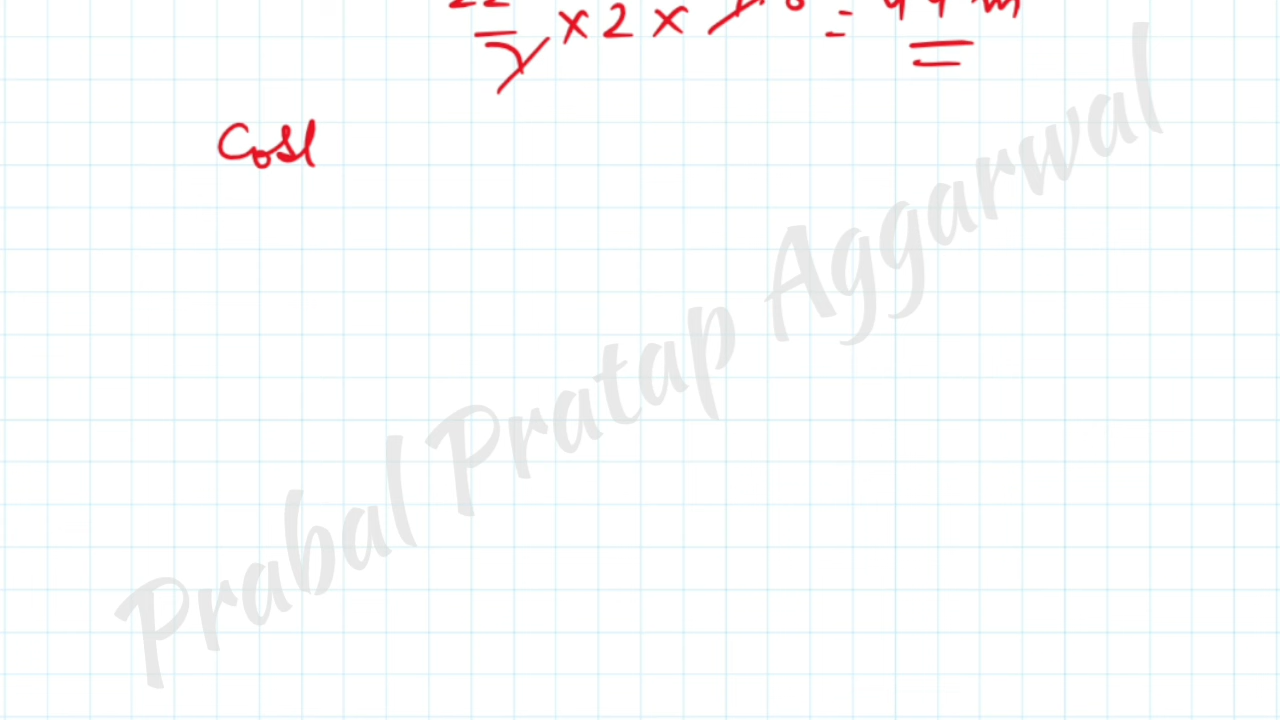 22/7 × 2 × = 44 m
Cost
Prabal Pratap Aggarwal